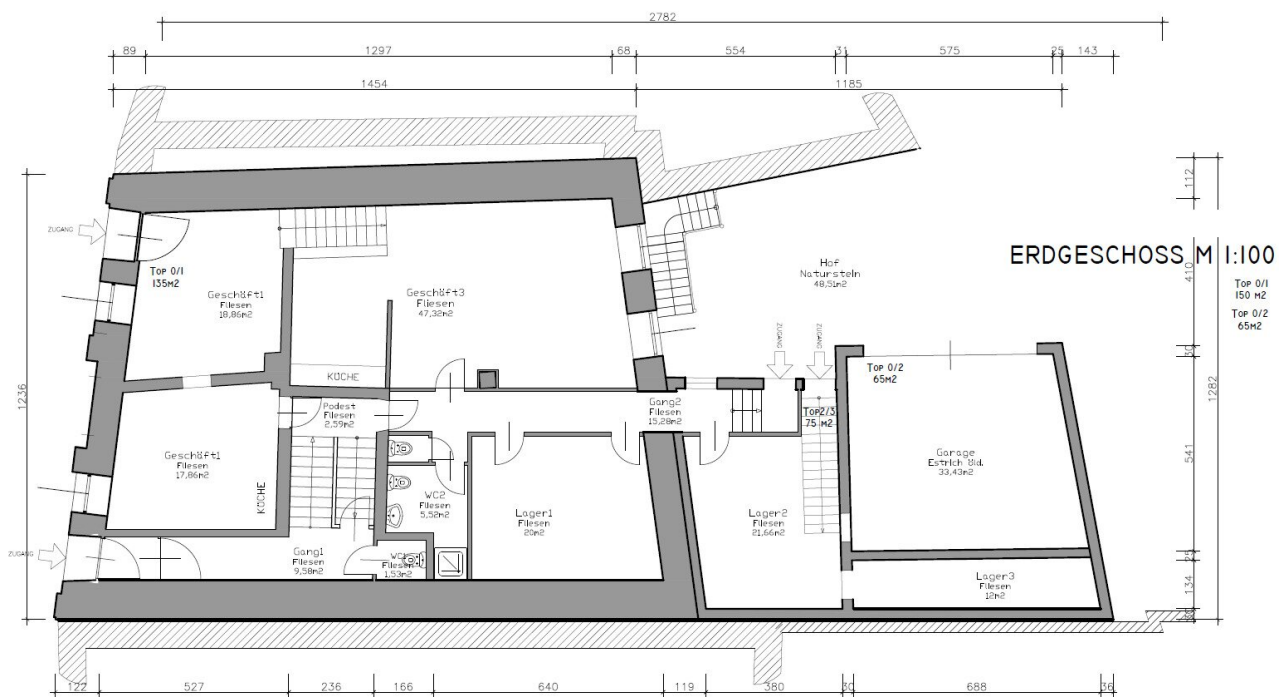 2782
89 1297 68 554 31 575 25 143
1454 1185
112
ERDGESCHOSS M 1:100
410
Top 0/1
150 M2
Top 0/2
65M2
ZUGANG
Top 0/1
135M2
Geschäft1
Fliesen
18,86m2
Geschäft3
Fliesen
47,32m2
Hof
Naturstein
48,51m2
ZUGANG
ZUGANG
30
1236
1282
KÜCHE
Top 0/2
65M2
Podest
Fliesen
2,59m2
Gang2
Fliesen
15,28m2
Top2/3
75 M2
Geschäft1
Fliesen
17,86m2
KÜCHE
WC2
Fliesen
5,52m2
Lager1
Fliesen
20m2
Lager2
Fliesen
21,66m2
Garage
Estrich Bid.
33,43m2
541
ZUGANG
Gang1
Fliesen
9,58m2
WC1
Fliesen
1,53m2
Lager3
Fliesen
12m2
25
134
30
122 527 236 166 640 119 380 30 688 36